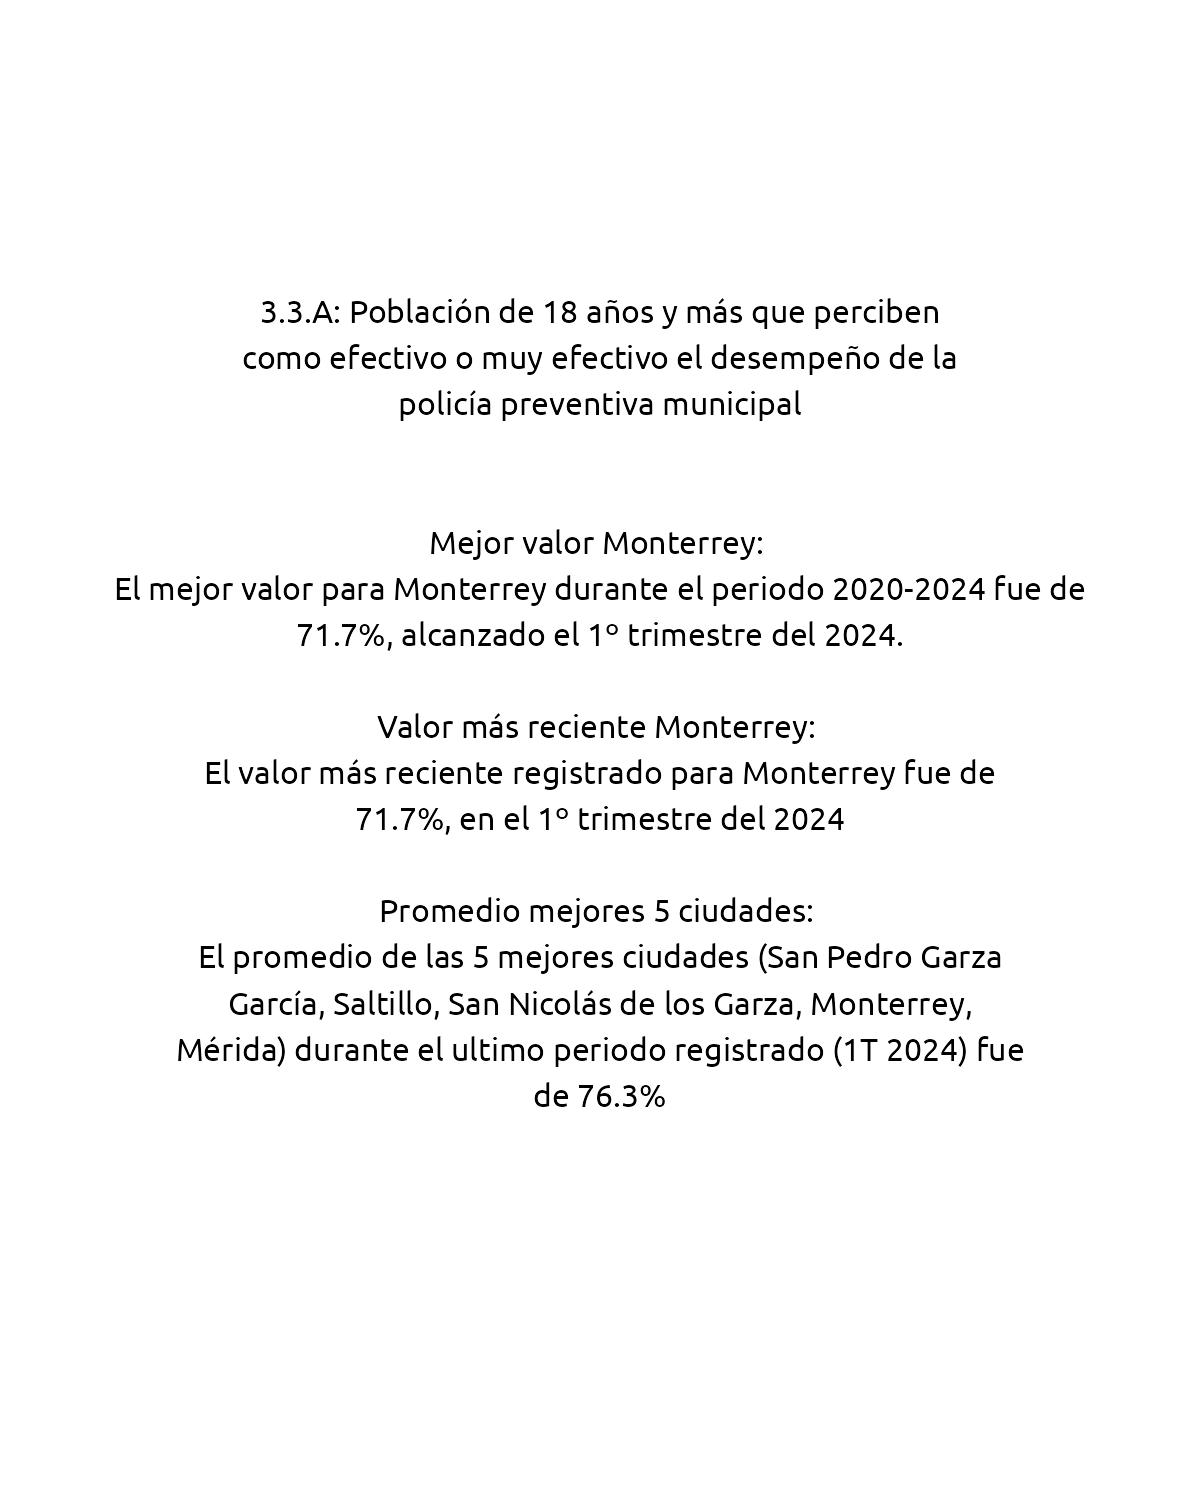 3.3.A: Población de 18 años y más que perciben
como efectivo o muy efectivo el desempeño de la
policía preventiva municipal
Mejor valor Monterrey:
El mejor valor para Monterrey durante el periodo 2020-2024 fue de
71.7%, alcanzado el 1º trimestre del 2024.
Valor más reciente Monterrey:
El valor más reciente registrado para Monterrey fue de
71.7%, en el 1º trimestre del 2024
Promedio mejores 5 ciudades:
El promedio de las 5 mejores ciudades (San Pedro Garza
García, Saltillo, San Nicolás de los Garza, Monterrey,
Mérida) durante el ultimo periodo registrado (1T 2024) fue
de 76.3%